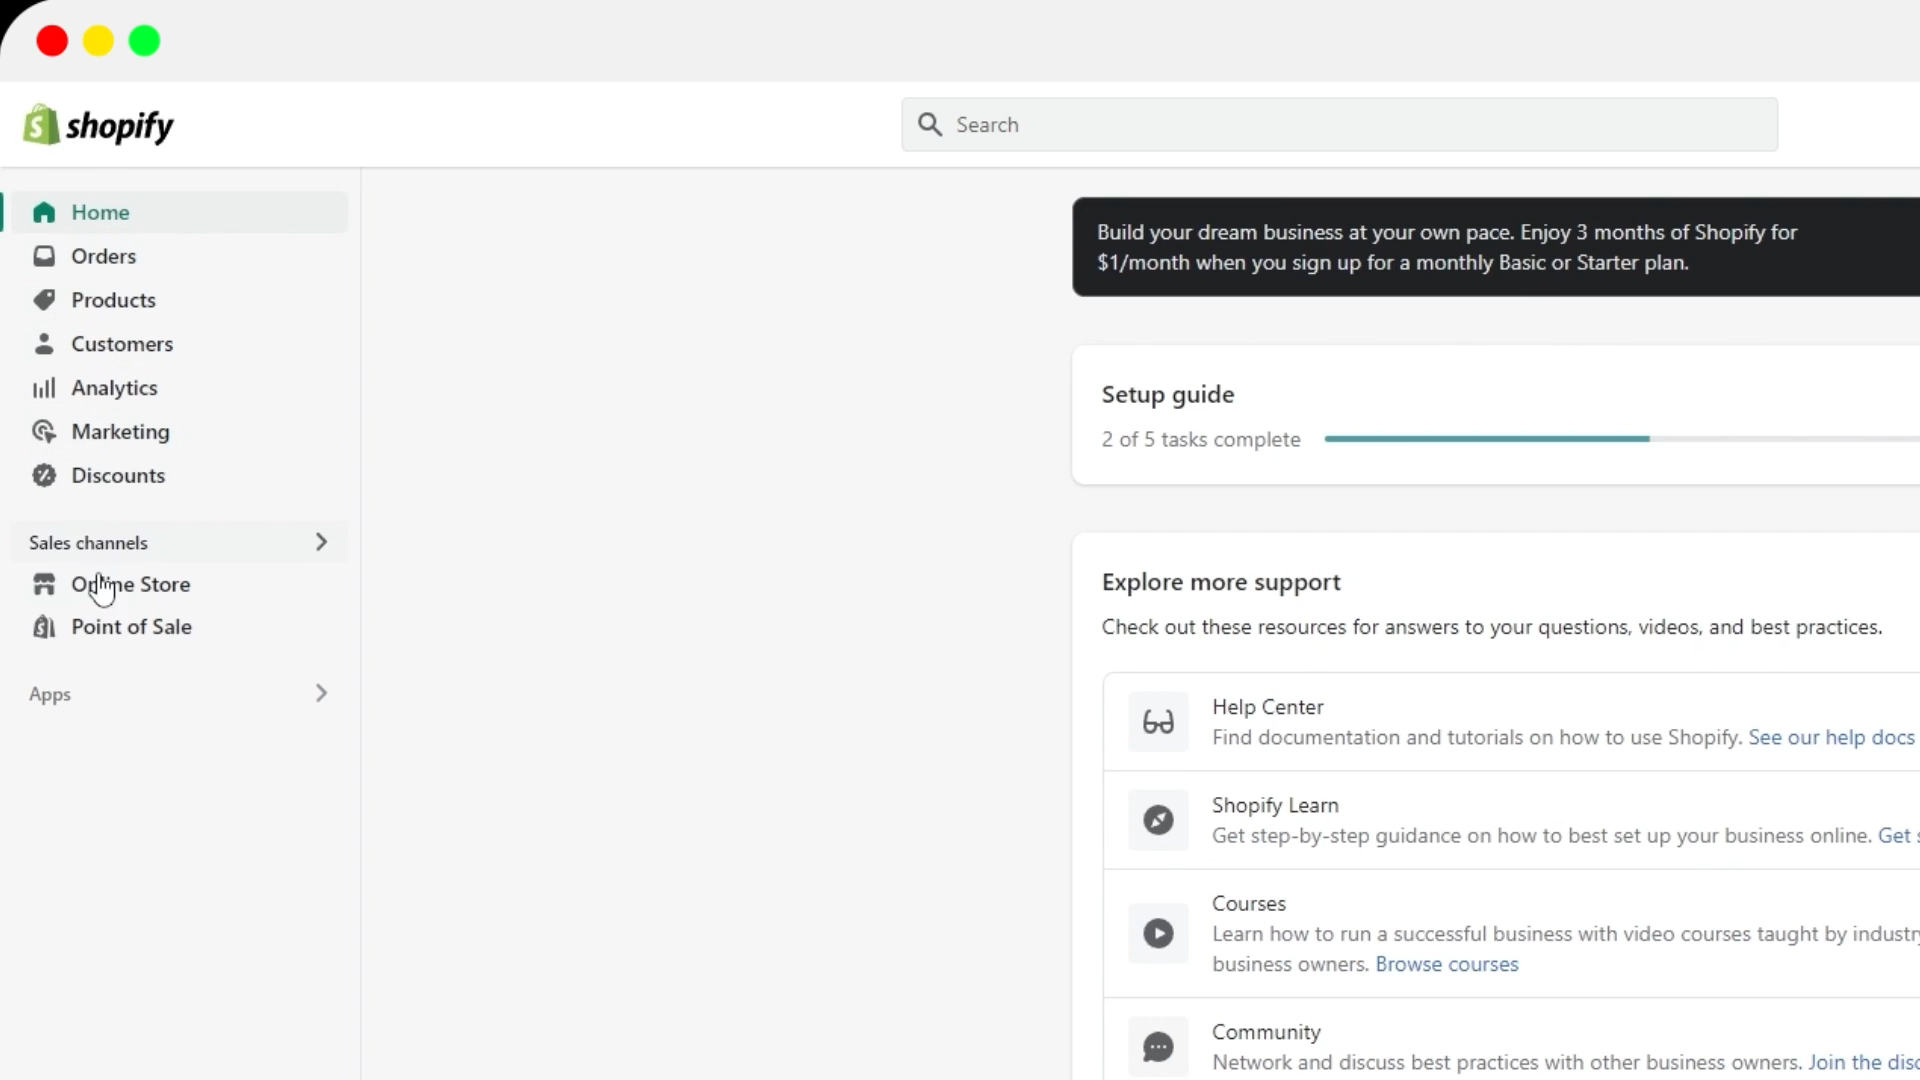 shopify
Search
Home
Orders
Products
Customers
Analytics
Marketing
Discounts
Sales channels
Online Store
Point of Sale
Apps
Build your dream business at your own pace. Enjoy 3 months of Shopify for
$1/month when you sign up for a monthly Basic or Starter plan.
Setup guide
2 of 5 tasks complete
Explore more support
Check out these resources for answers to your questions, videos, and best practices.
Help Center
Find documentation and tutorials on how to use Shopify. See our help docs
Shopify Learn
Get step-by-step guidance on how to best set up your business online. Get
Courses
Learn how to run a successful business with video courses taught by industry
business owners. Browse courses
Community
Network and discuss best practices with other business owners. Join the